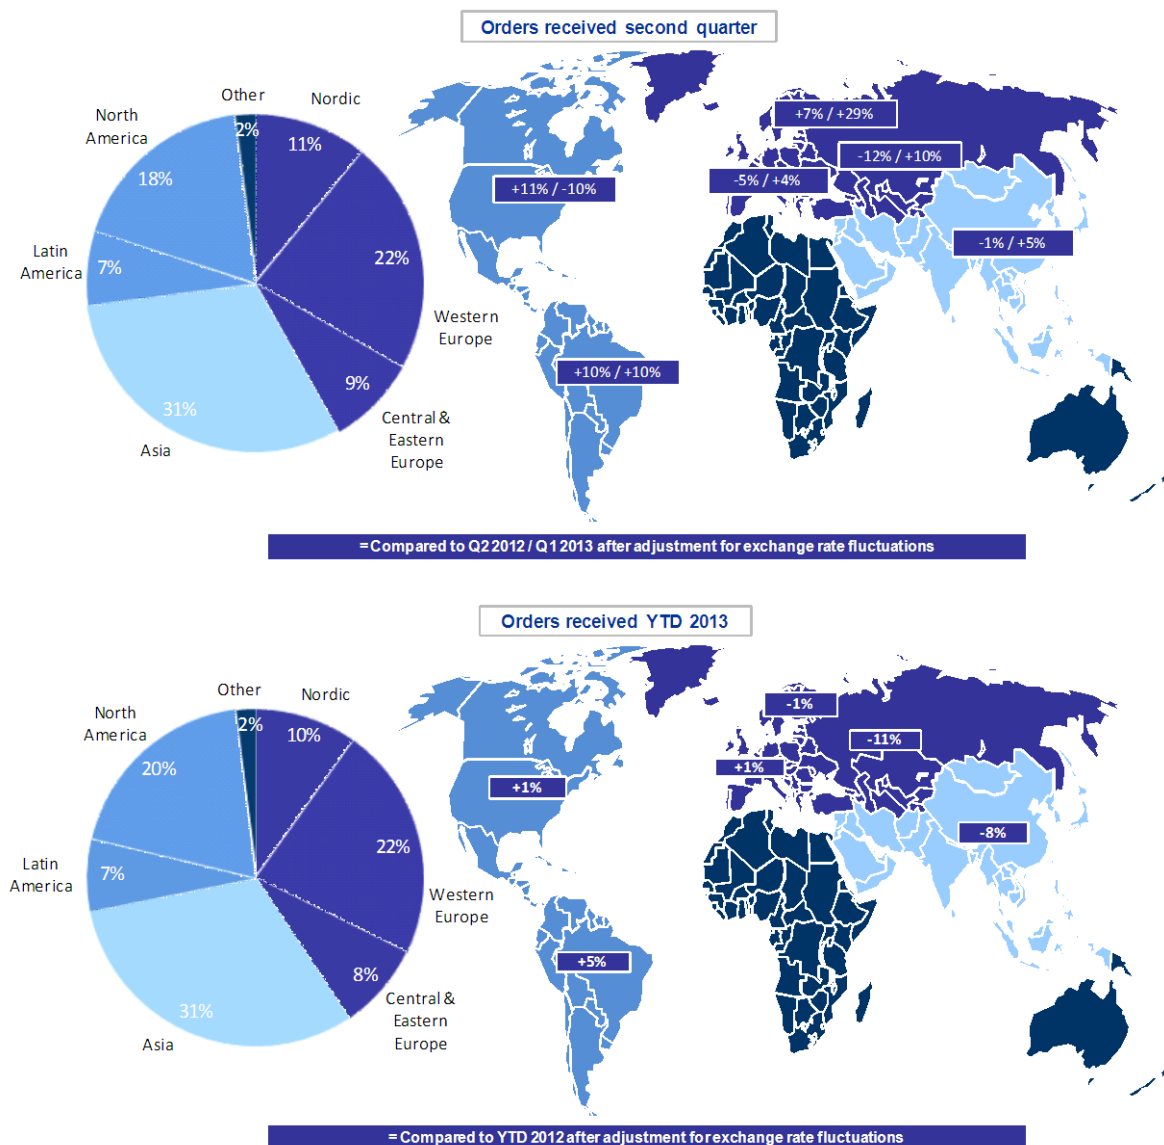 Orders received second quarter
Other
Nordic
North
America
2%
11%
18%
Latin
America
7%
22%
Western
Europe
9%
31%
Asia
Central &
Eastern
Europe
+7% / +29%
-12% / +10%
-5% / +4%
+11% / -10%
-1% / +5%
+10% / +10%
= Compared to Q2 2012 / Q1 2013 after adjustment for exchange rate fluctuations
Orders received YTD 2013
Other
Nordic
North
America
2%
10%
20%
Latin
America
7%
22%
Western
Europe
8%
31%
Asia
Central &
Eastern
Europe
-1%
-11%
+1%
+1%
-8%
+5%
= Compared to YTD 2012 after adjustment for exchange rate fluctuations